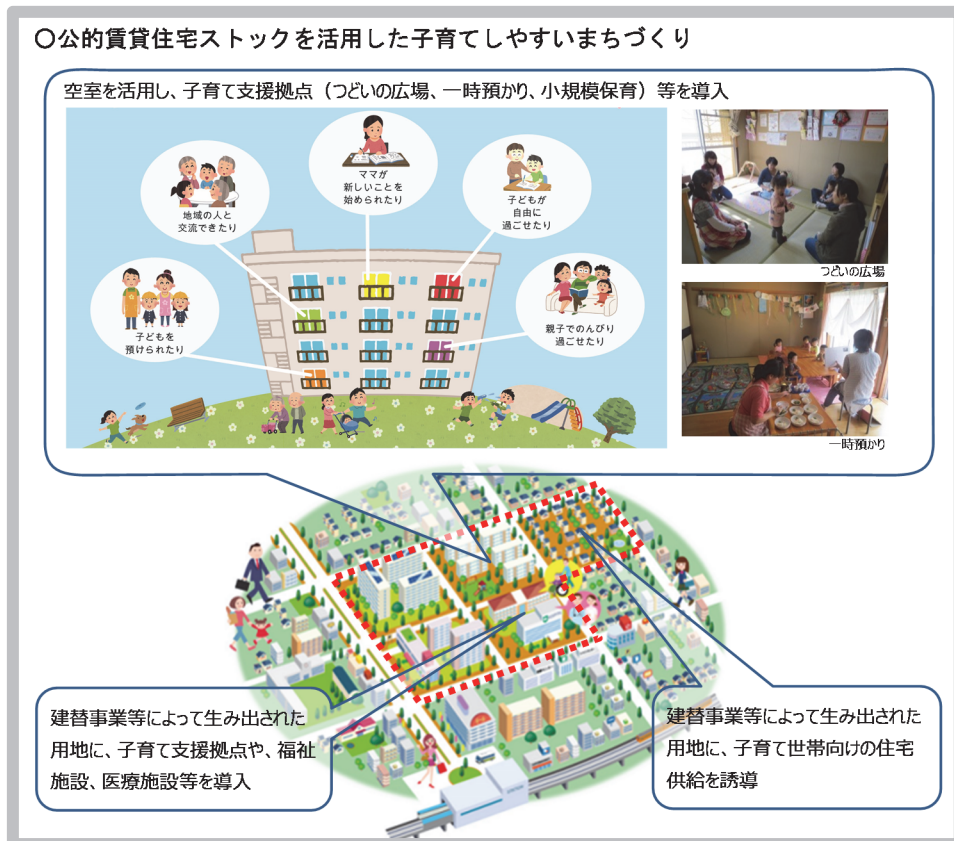 〇公的賃貸住宅ストックを活用した子育てしやすいまちづくり
空室を活用し、子育て支援拠点（つどいの広場、一時預かり、小規模保育）等を導入
ママが
新しいことを
始められたり
地域の人と
交流できたり
子どもが
自由に
過ごせたり
子どもを
預けられたり
親子でのんびり
過ごせたり
つどいの広場
一時預かり
建替事業等によって生み出された
用地に、子育て支援拠点や、福祉
施設、医療施設等を導入
建替事業等によって生み出された
用地に、子育て世帯向けの住宅
供給を誘導